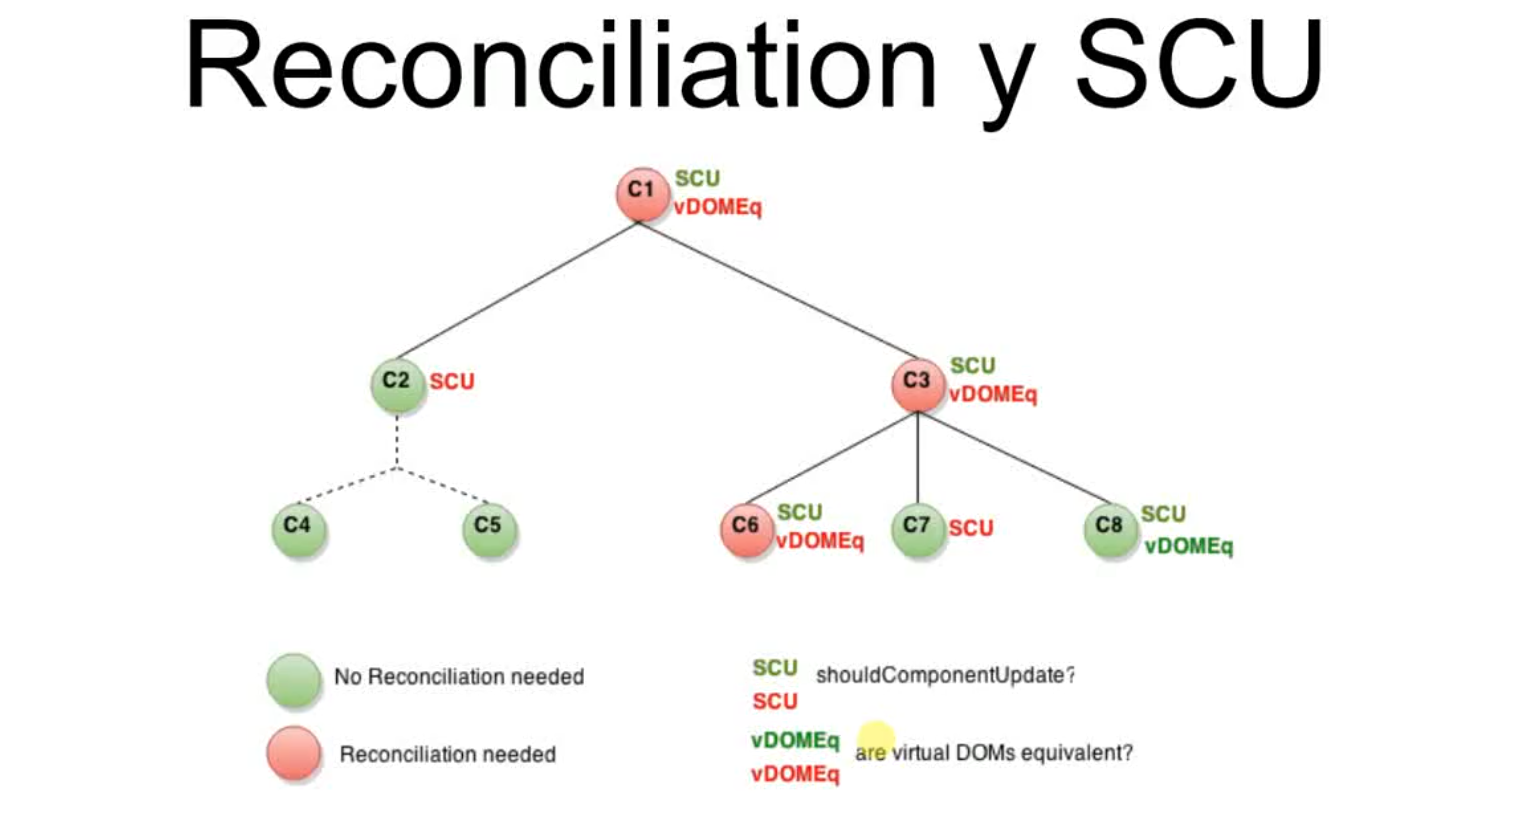 Reconciliation y SCU
C1 SCU
vDOMEq
C2 SCU
C3 SCU
vDOMEq
C4
C5
C6 SCU
vDOMEq
C7 SCU
C8 SCU
vDOMEq
No Reconciliation needed
Reconciliation needed
SCU shouldComponentUpdate?
SCU
vDOMEq are virtual DOMs equivalent?
vDOMEq